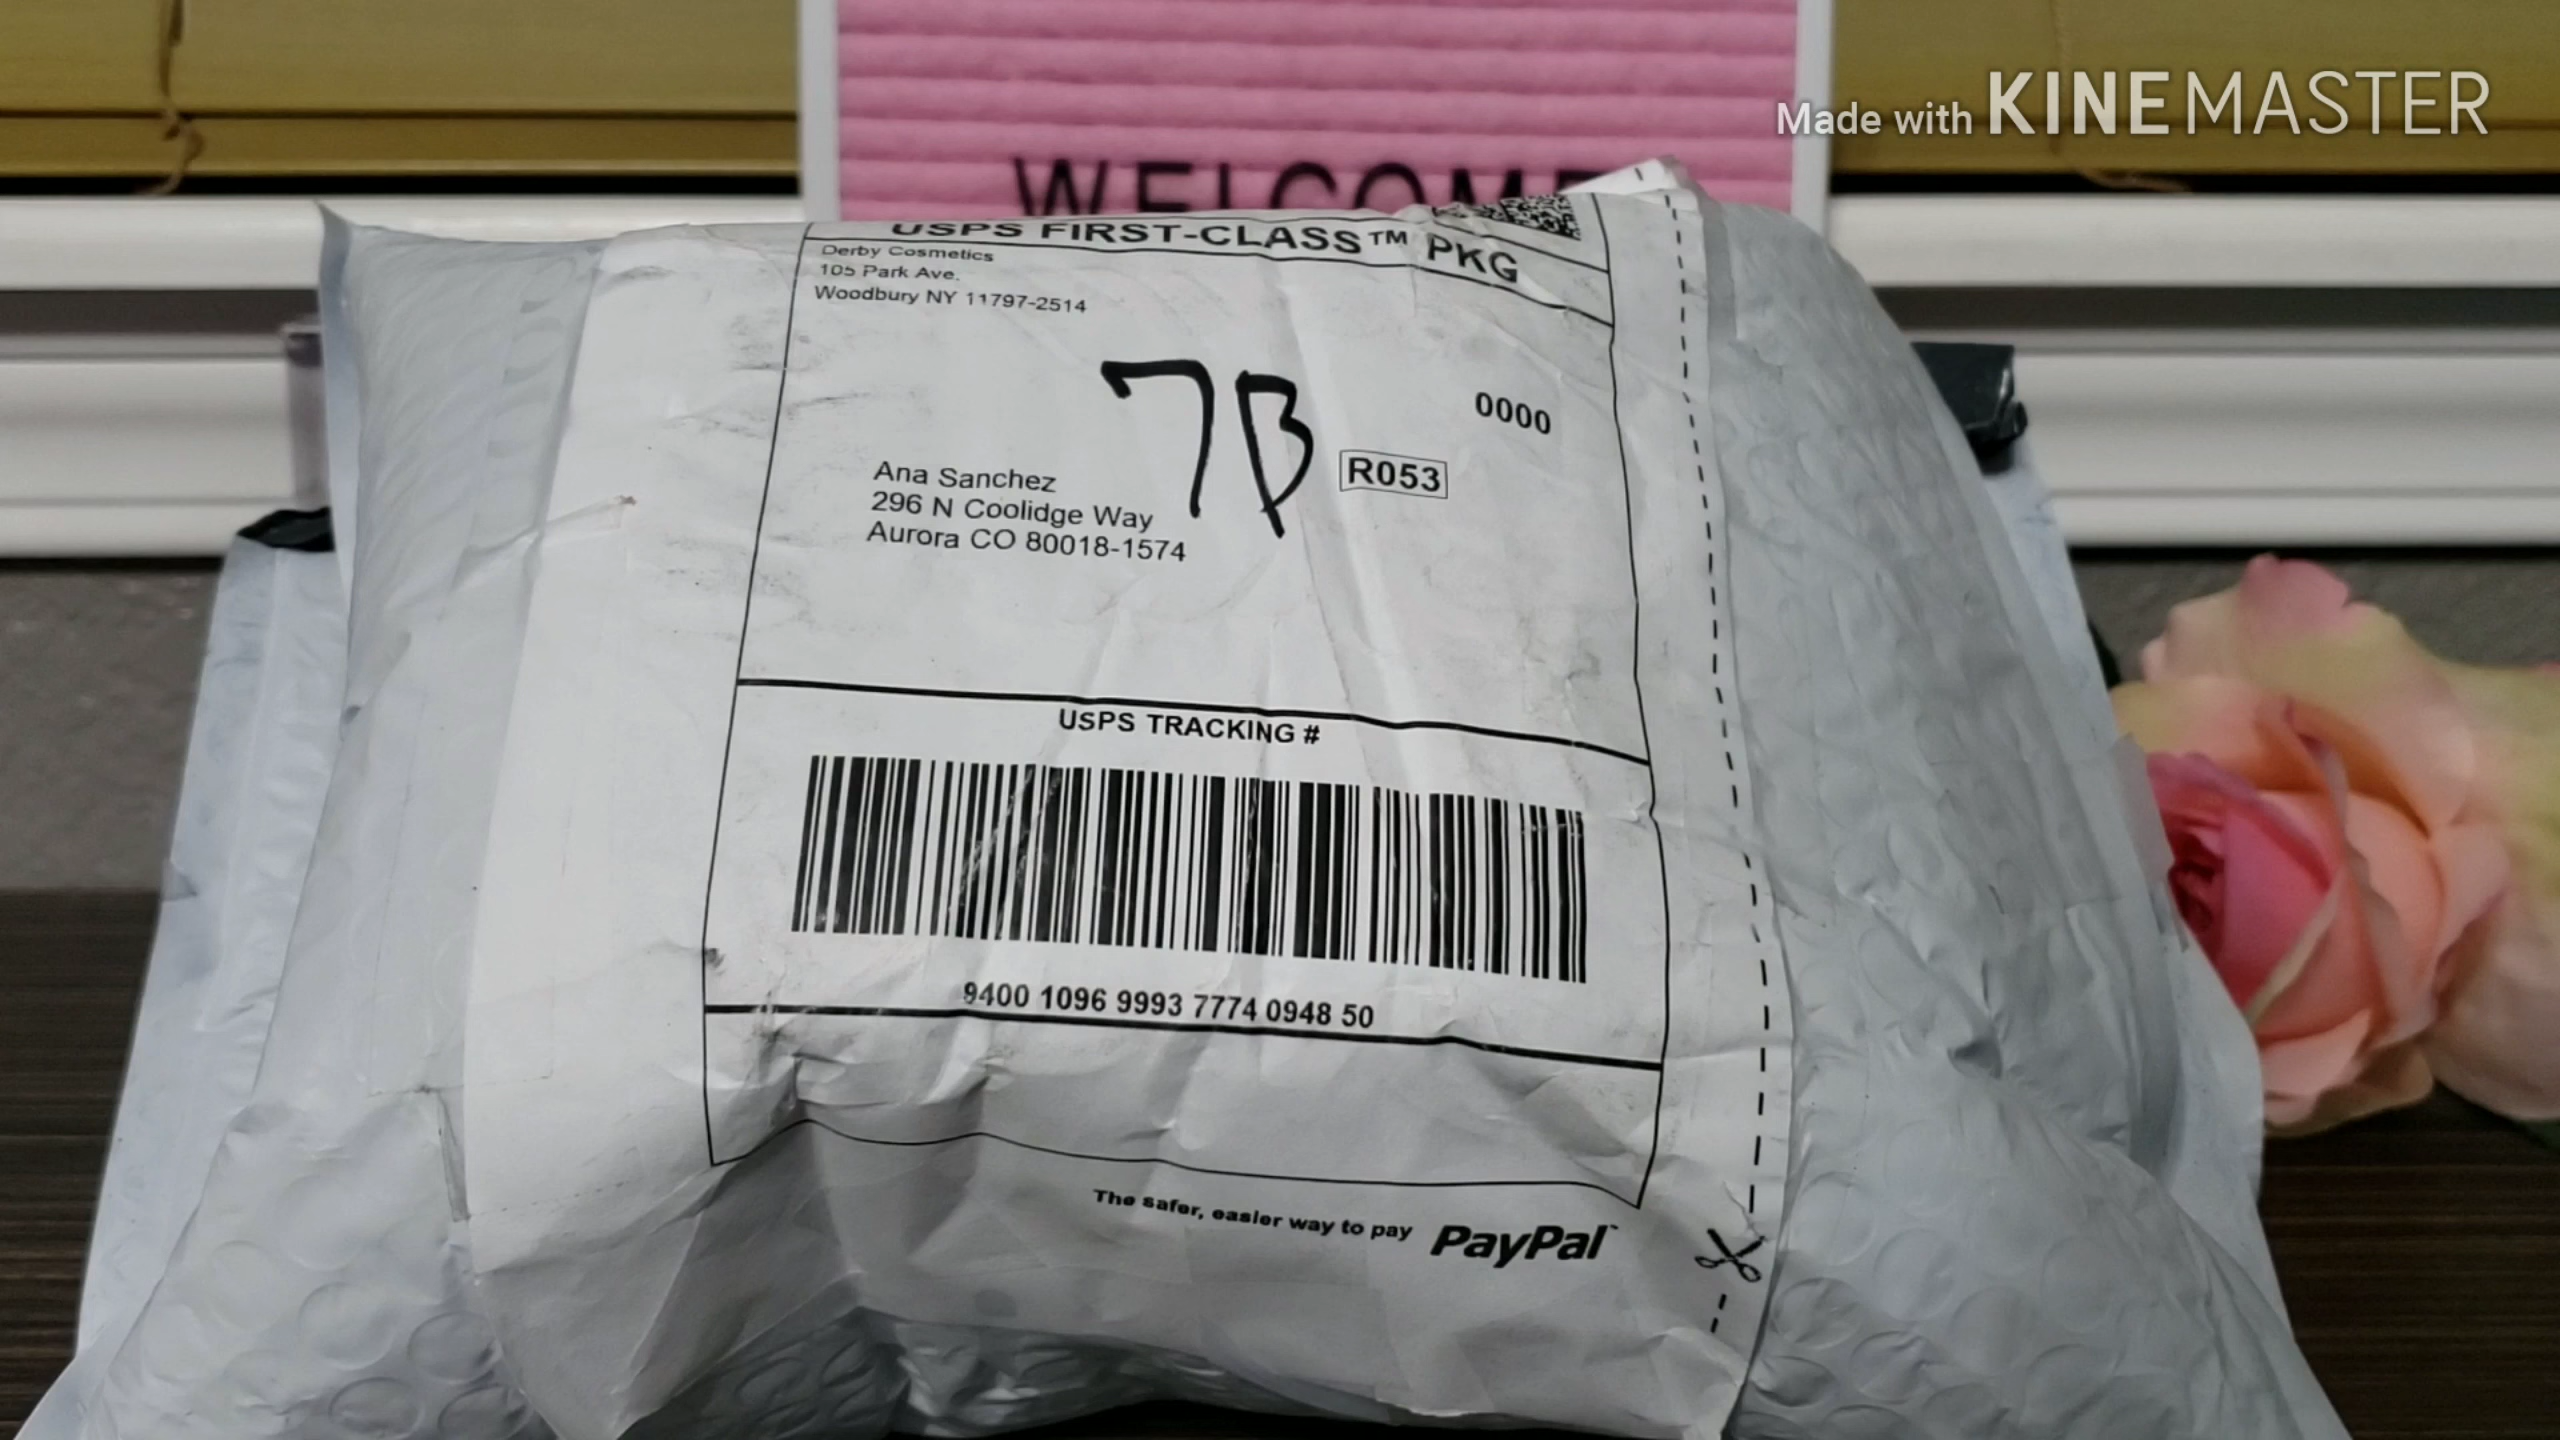 Made with KINEMASTER
WELCOME
USPS FIRST-CLASS™ PKG
Derby Cosmetics
105 Park Ave.
Woodbury NY 11797-2514
7B
0000
R053
Ana Sanchez
296 N Coolidge Way
Aurora CO 80018-1574
USPS TRACKING #
9400 1096 9993 7774 0948 50
The safer, easier way to pay PayPal™